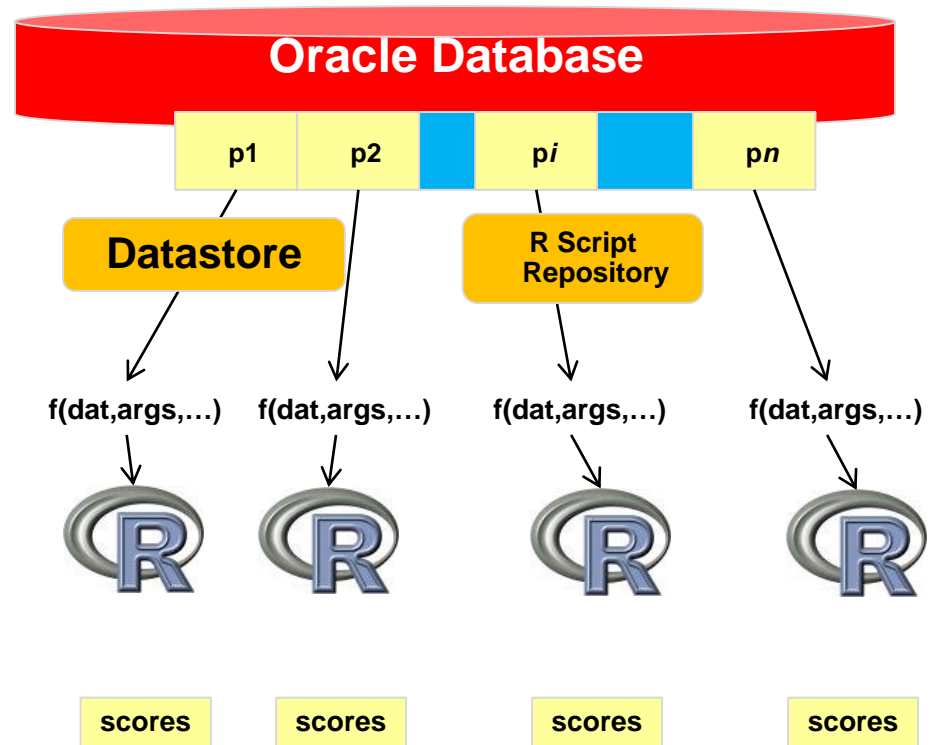 Oracle Database
p1 p2 pi pn
Datastore
R Script
Repository
f(dat,args,…) f(dat,args,…) f(dat,args,…) f(dat,args,…)
R R R R
scores scores scores scores